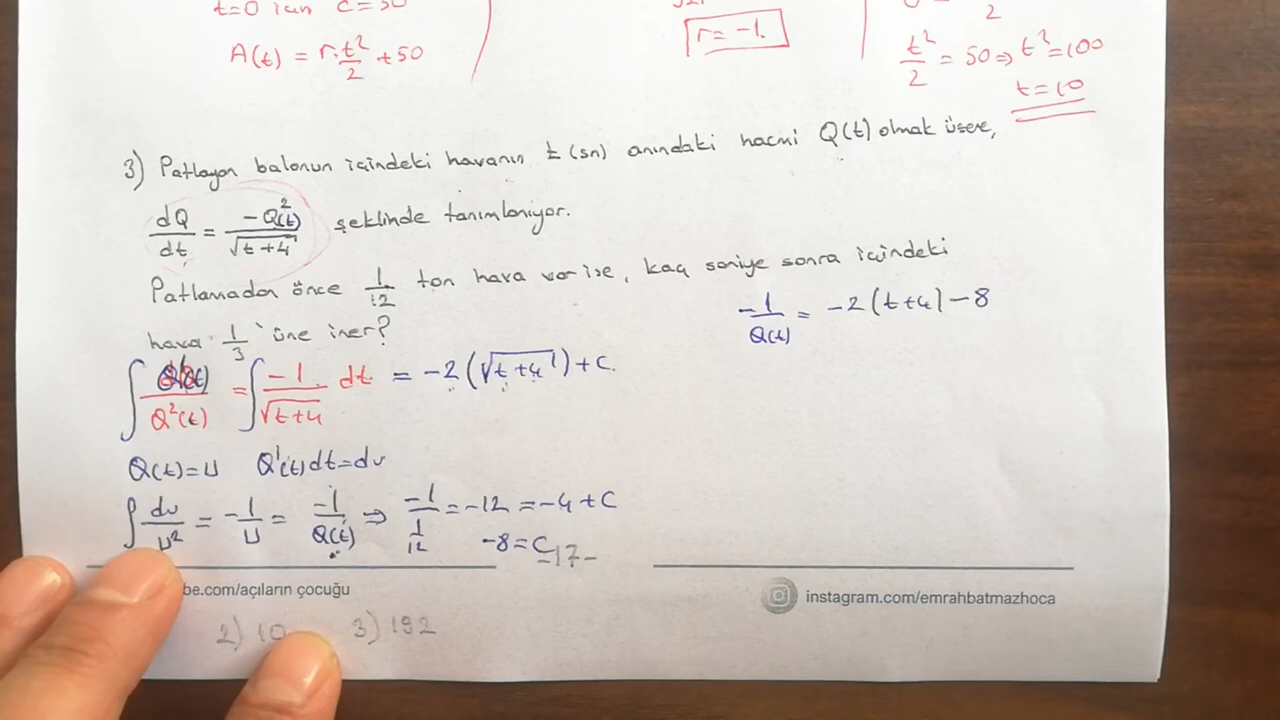 t=0 için c=50
A(t) = r.t²/2 +50
r=-1.
2
t²/2 = 50 ⇒ t²=100
t=10
3) Patlayan balonun içindeki havanın t (sn) anındaki hacmi Q(t) olmak üzere,
dQ/dt = -Q²(t)/√(t+4) şeklinde tanımlanıyor.
Patlamadan önce 1/12 ton hava var ise, kaç saniye sonra içindeki
hava 1/3 'üne iner?
-1/Q(t) = -2(t+4)-8
∫ /Q²(t) = ∫ -1/√(t+4) dt = -2(√(t+4))+C.
Q(t)=U Q'(t)dt=du
∫ du/U² = -1/U = -1/Q(t) ⇒ -1/(1/12) = -12 = -4+C
-8=C
-17-
be.com/açıların çocuğu
instagram.com/emrahbatmazhoca
2) 10 3) 192